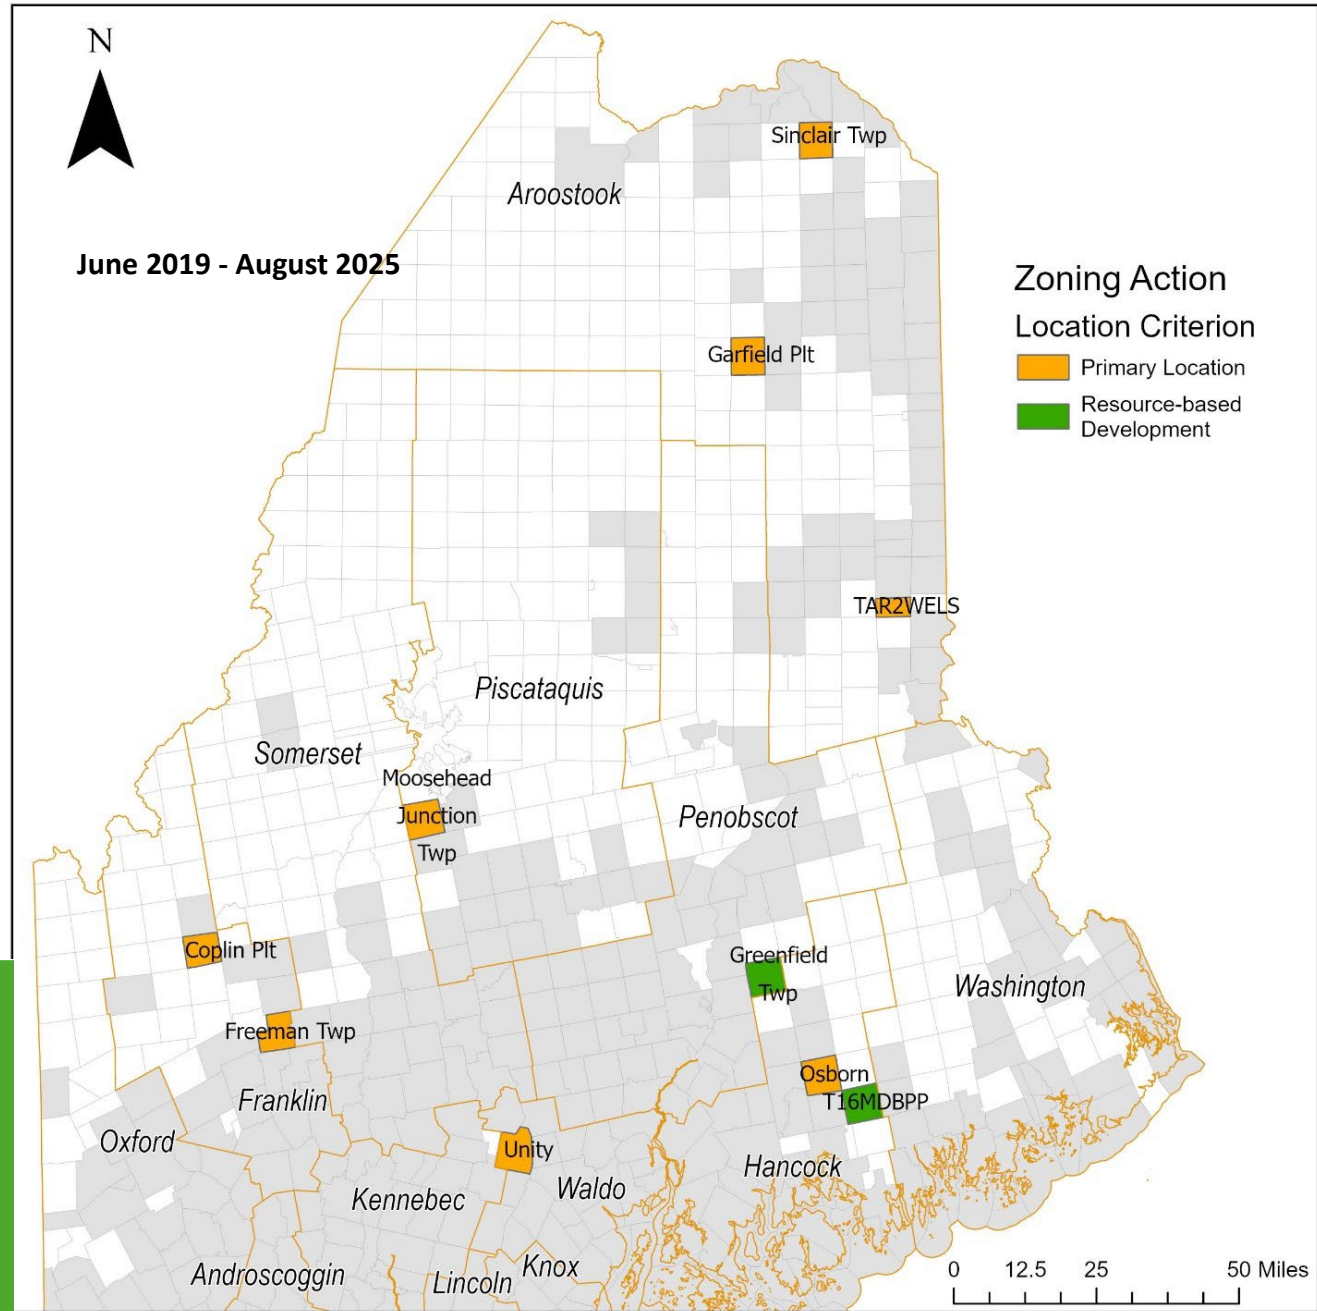 N
Sinclair Twp
Aroostook
June 2019 - August 2025
Zoning Action
Location Criterion
Primary Location
Resource-based
Development
Garfield Plt
TAR2WELS
Piscataquis
Somerset
Moosehead
Junction
Twp
Penobscot
Coplin Plt
Greenfield
Twp
Washington
Freeman Twp
Osborn
T16MDBPP
Franklin
Oxford
Unity
Hancock
Kennebec
Waldo
Androscoggin
Lincoln
Knox
0 12.5 25 50 Miles